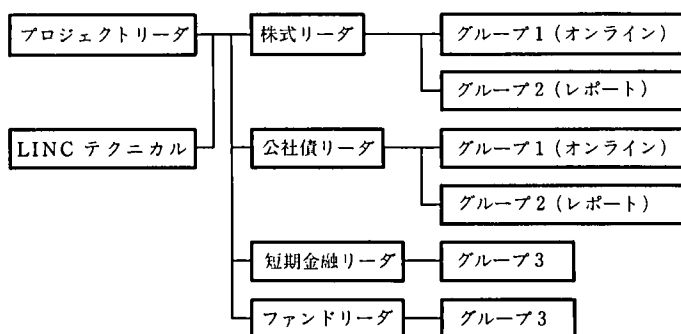 プロジェクトリーダ
株式リーダ
グループ1（オンライン）
グループ2（レポート）
LINC テクニカル
公社債リーダ
グループ1（オンライン）
グループ2（レポート）
短期金融リーダ
グループ3
ファンドリーダ
グループ3